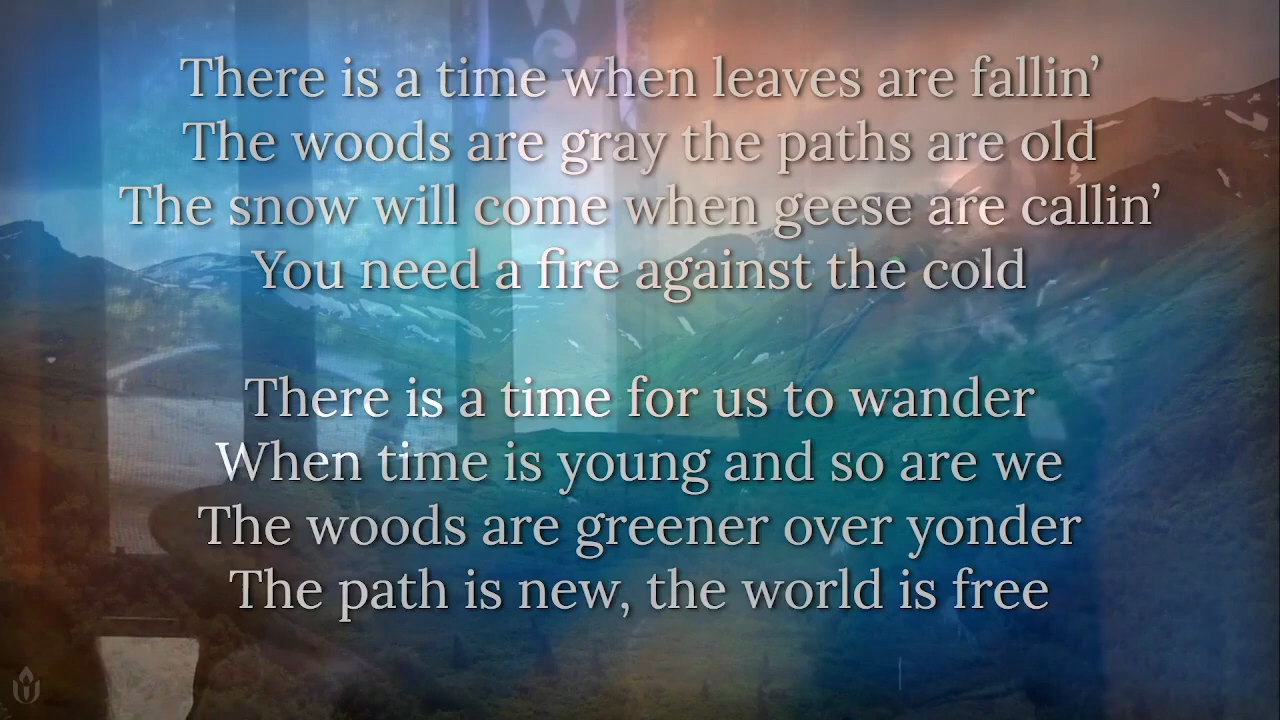 There is a time when leaves are fallin’
The woods are gray the paths are old
The snow will come when geese are callin’
You need a fire against the cold
There is a time for us to wander
When time is young and so are we
The woods are greener over yonder
The path is new, the world is free